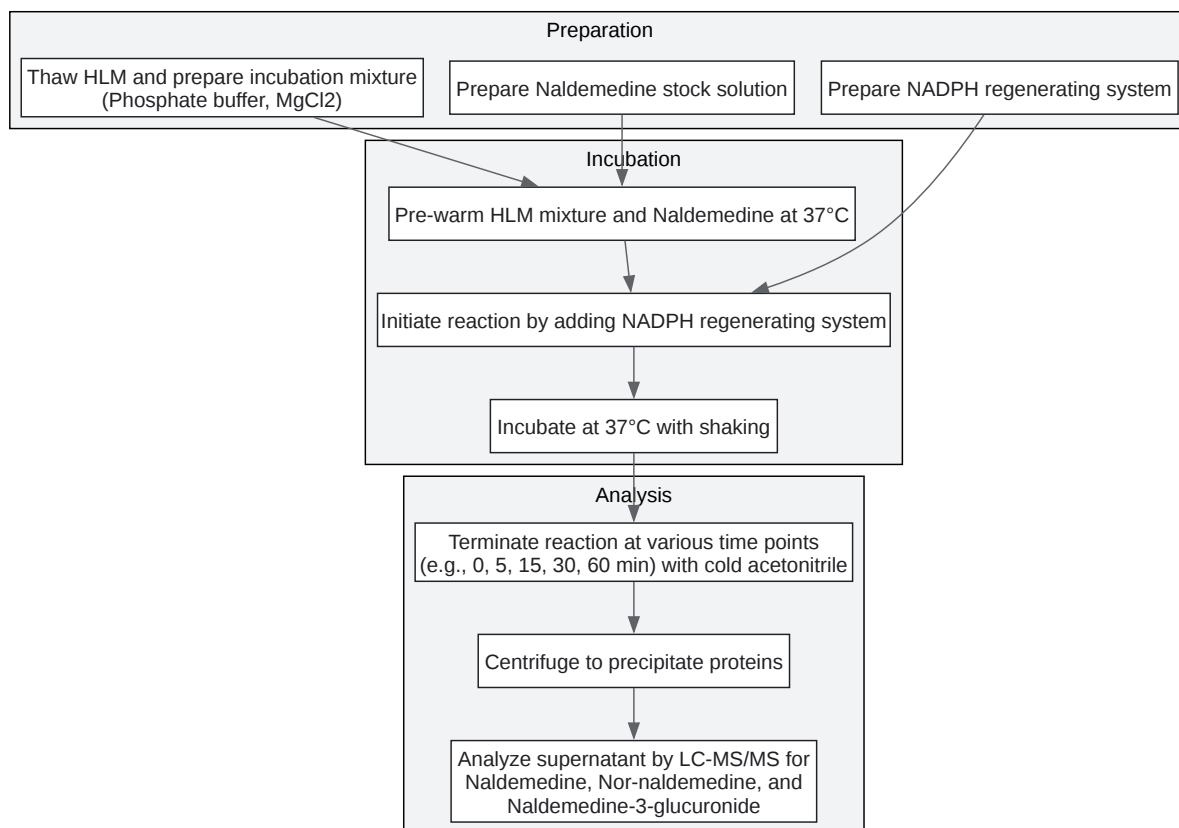 Preparation
Thaw HLM and prepare incubation mixture
(Phosphate buffer, MgCl2)
Prepare Naldemedine stock solution
Prepare NADPH regenerating system
Incubation
Pre-warm HLM mixture and Naldemedine at 37°C
Initiate reaction by adding NADPH regenerating system
Incubate at 37°C with shaking
Analysis
Terminate reaction at various time points
(e.g., 0, 5, 15, 30, 60 min) with cold acetonitrile
Centrifuge to precipitate proteins
Analyze supernatant by LC-MS/MS for
Naldemedine, Nor-naldemedine, and
Naldemedine-3-glucuronide